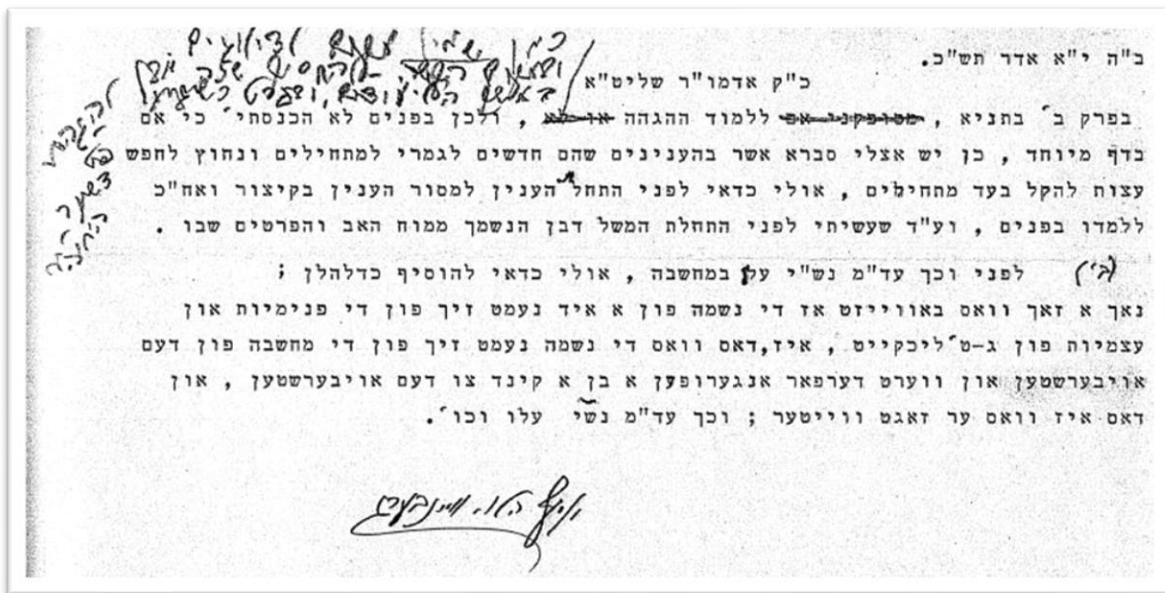 ב"ה י"א אדר תש"כ.
כ"ק אדמו"ר שליט"א
בפרק ב׳ בתניא , מסופקני אם ללמוד ההגהה או לא , ולכן בפנים לא הכנסתי׳ כי אם
בדף מיוחד , כן יש אצלי סברא אשר בהענינים שהם חדשים לגמרי למתחילים ונחוץ לחפש
עצות להקל בעד מתחילים , אולי כדאי לפני התחל הענין למסור הענין בקיצור ואח"כ
ללמדו בפנים , וע"ד שעשיתי לפני התחלת המשל דבן הנשמך ממוח האב והפרטים שבו .
לפני וכך עד"מ נש"י עלו במחשבה , אולי כדאי להוסיף כדלהלן ;
נאך א זאך וואס באווייזט אז די נשמה פון א איד נעמט זיך פון די פנימיות און
עצמיות פון ג-ט׳ליכקייט , איז,דאס וואס די נשמה נעמט זיך פון די מחשבה פון דעם
אויבערשטען און ווערט דערפאר אנגערופען א בן א קינד צו דעם אויבערשטען , און
דאס איז וואס ער זאגט ווייטער ; וכך עד"מ נש"י עלו וכו׳ .